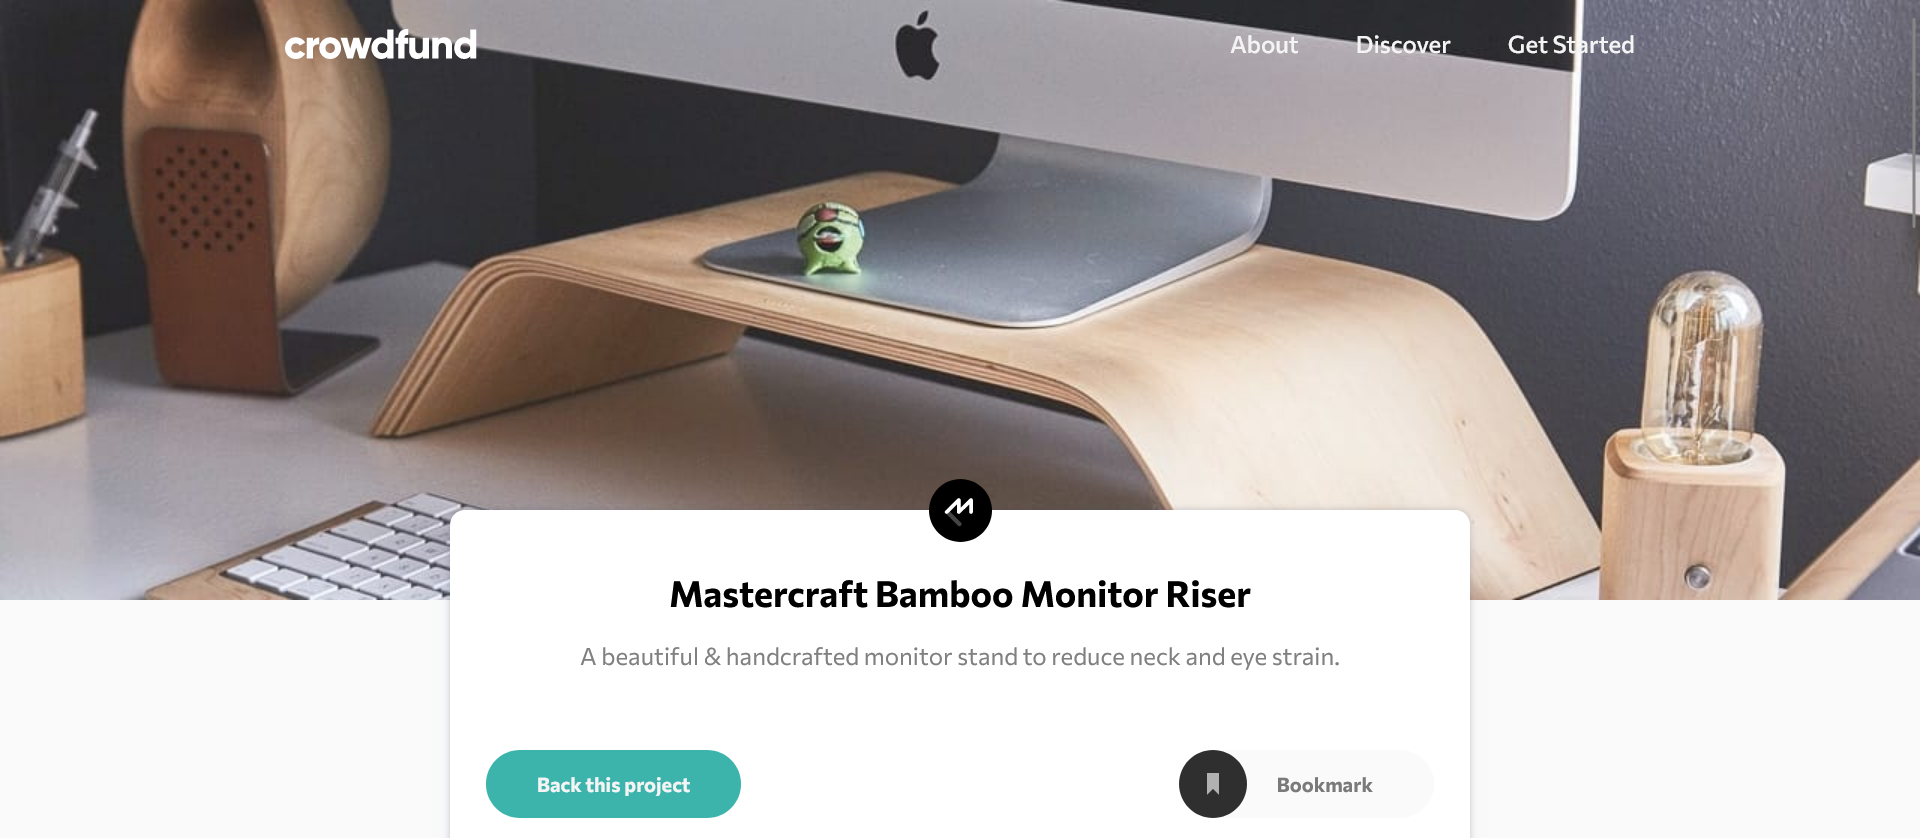 crowdfund
About
Discover
Get Started
Mastercraft Bamboo Monitor Riser
A beautiful & handcrafted monitor stand to reduce neck and eye strain.
Back this project
Bookmark